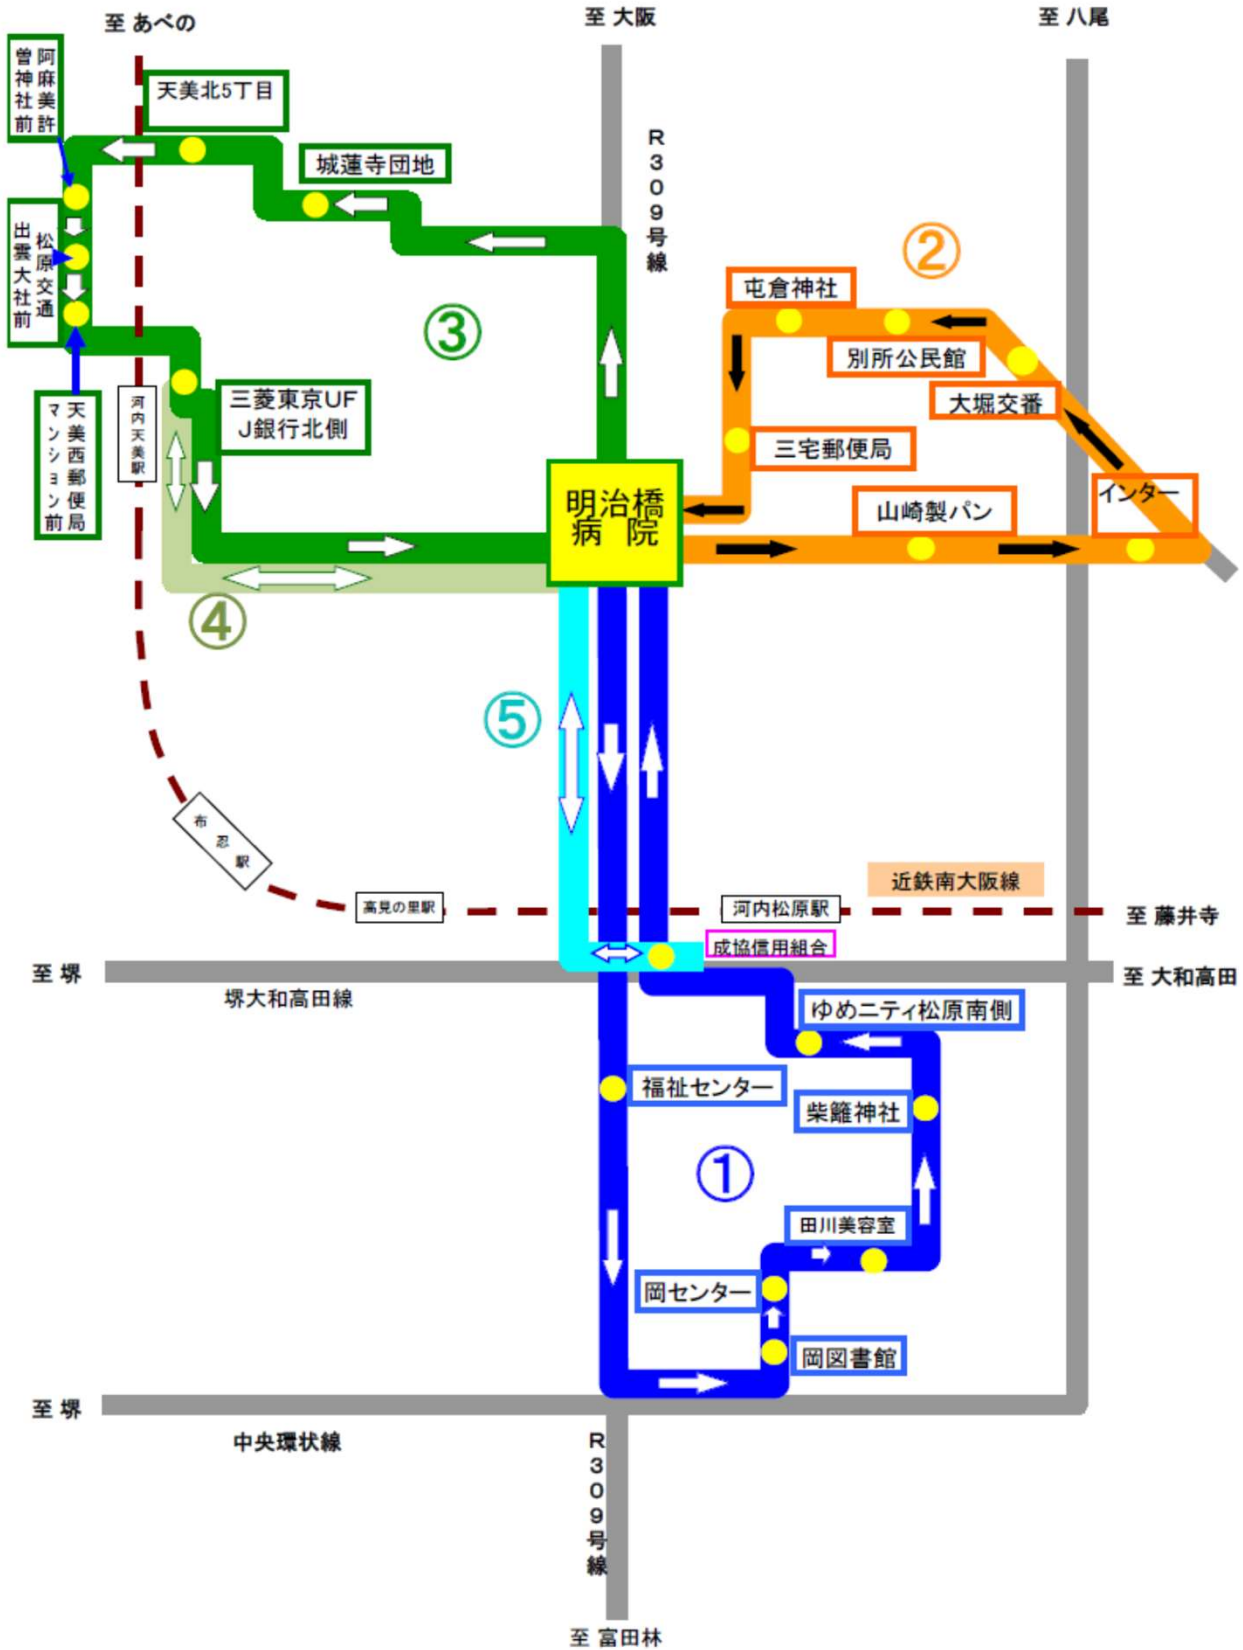 至 あべの
至 大阪
至 八尾
阿麻美許
曽神社前
天美北5丁目
城蓮寺団地
R309号線
松原交通
出雲大社前
③
②
屯倉神社
別所公民館
大堀交番
三宅郵便局
インター
山崎製パン
天美西郵便局
マンション前
河内天美駅
三菱東京UF
J銀行北側
明治橋
病 院
④
⑤
布忍駅
高見の里駅
河内松原駅
近鉄南大阪線
至 藤井寺
成協信用組合
至 堺
至 大和高田
堺大和高田線
ゆめニティ松原南側
福祉センター
柴籬神社
①
田川美容室
岡センター
岡図書館
至 堺
中央環状線
R309号線
至 富田林